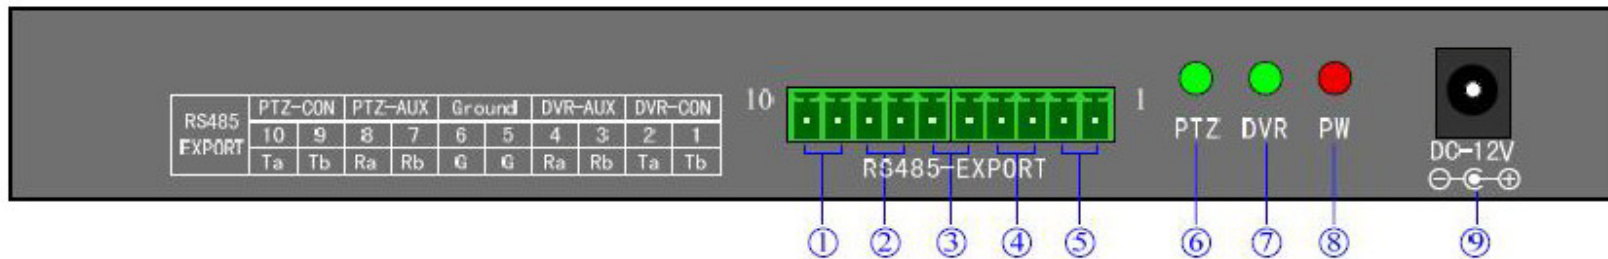 RS485 EXPORT PTZ-CON PTZ-AUX Ground DVR-AUX DVR-CON
10 9 8 7 6 5 4 3 2 1
Ta Tb Ra Rb G G Ra Rb Ta Tb
10 1
RS485-EXPORT
PTZ DVR PW
DC-12V
① ② ③ ④ ⑤ ⑥ ⑦ ⑧ ⑨